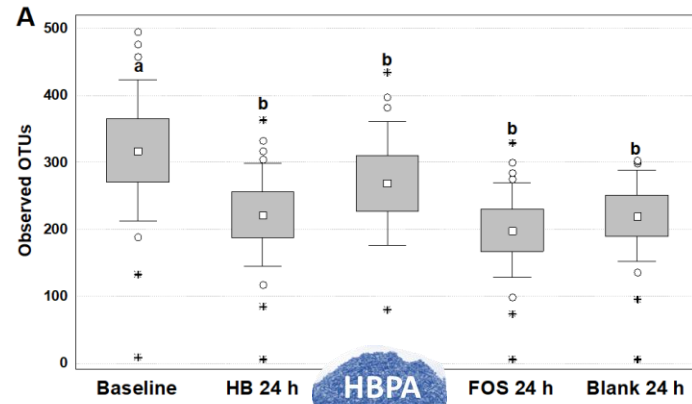 A
500
400
300
200
100
0
Observed OTUs
a
b
b
b
b
Baseline
HB 24 h
HBPA
FOS 24 h
Blank 24 h